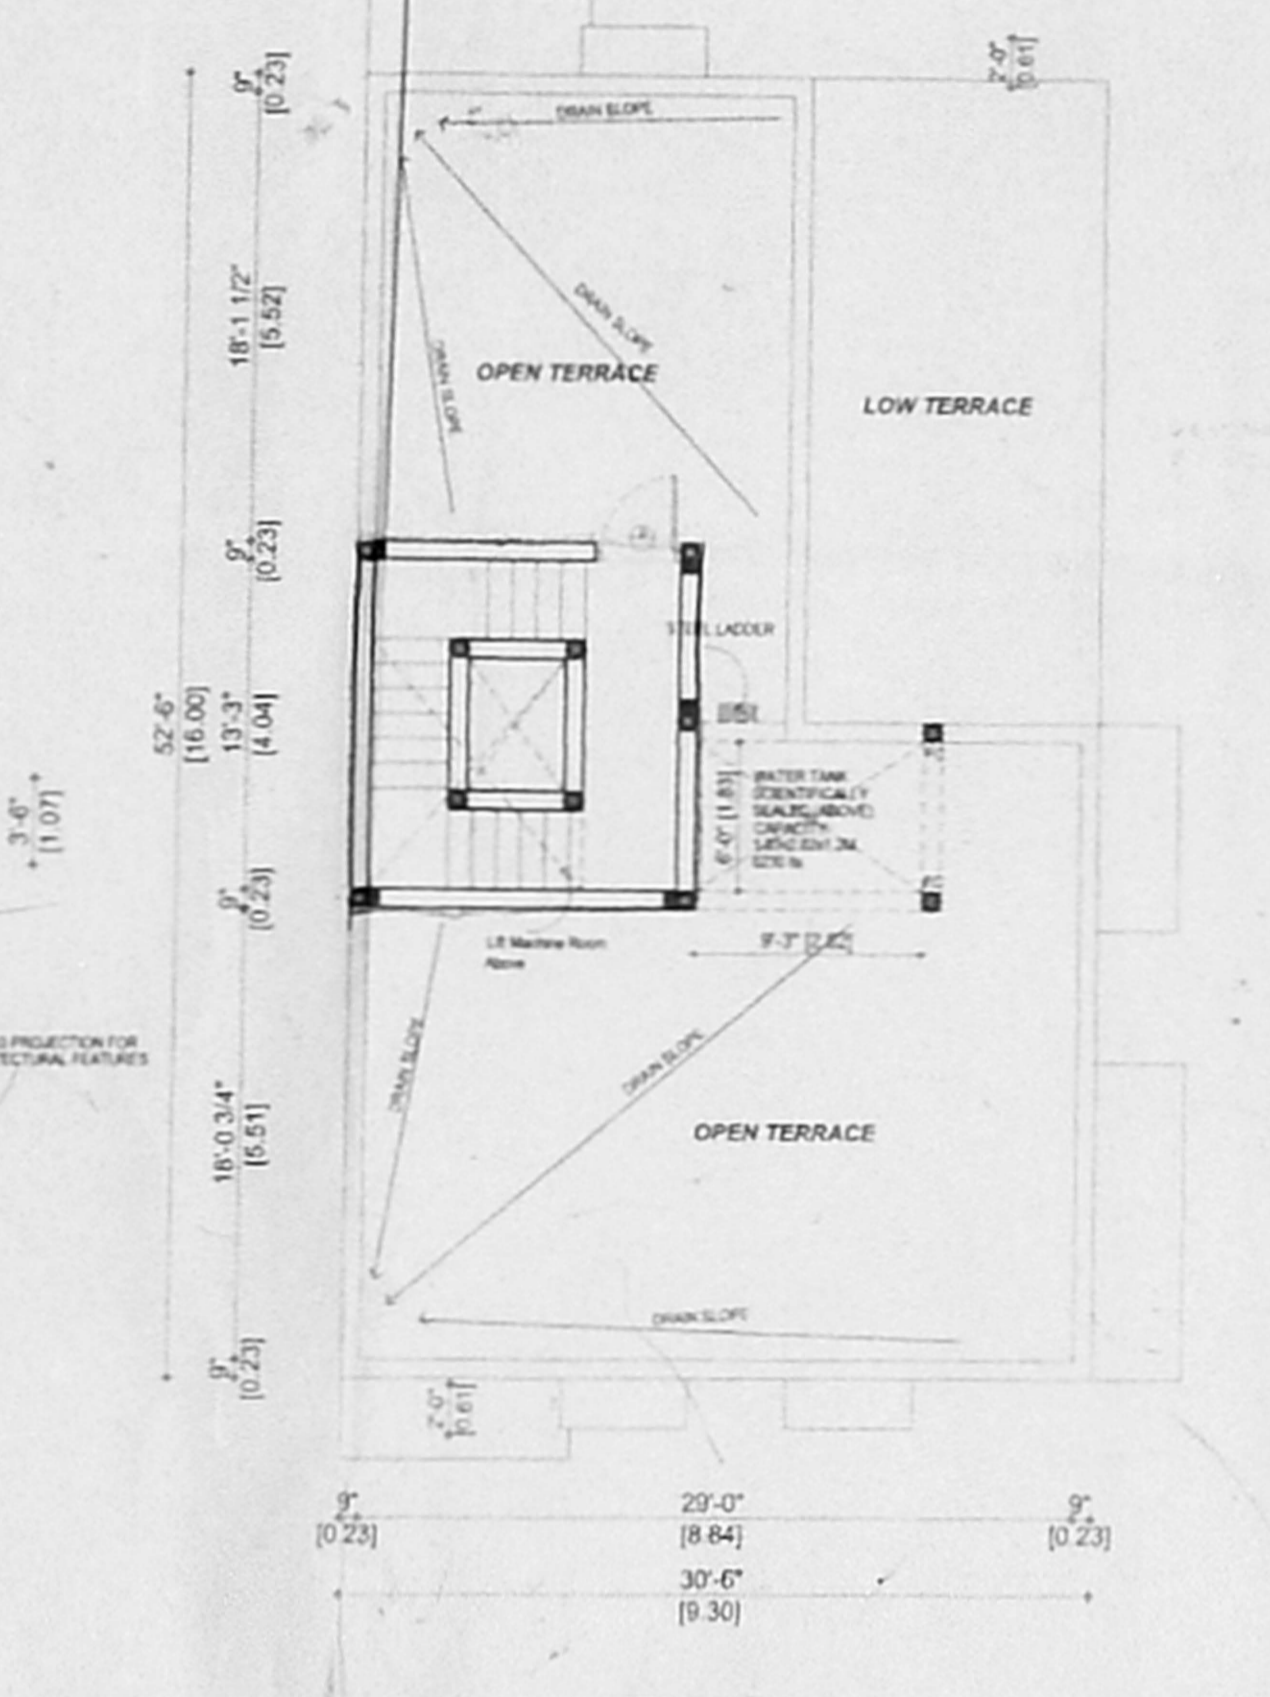 2'-0"
[0.61]
9"
[0.23]
DRAIN SLOPE
18'-1 1/2"
[5.52]
DRAIN SLOPE
DRAIN SLOPE
OPEN TERRACE
LOW TERRACE
9"
[0.23]
STEEL LADDER
52'-6"
[16.00]
13'-3"
[4.04]
3'-6"
[1.07]
6'-0" [1.83]
WATER TANK
SCIENTIFICALLY
SEALED (ABOVE)
CAPACITY
9"
[0.23]
Lift Machine Room
Above
9'-3" [2.82]
PROJECTION FOR
TECTURAL FEATURES
DRAIN SLOPE
DRAIN SLOPE
18'-0 3/4"
[5.51]
OPEN TERRACE
DRAIN SLOPE
9"
[0.23]
2'-0"
[0.61]
9"
[0.23]
29'-0"
[8.84]
9"
[0.23]
30'-6"
[9.30]